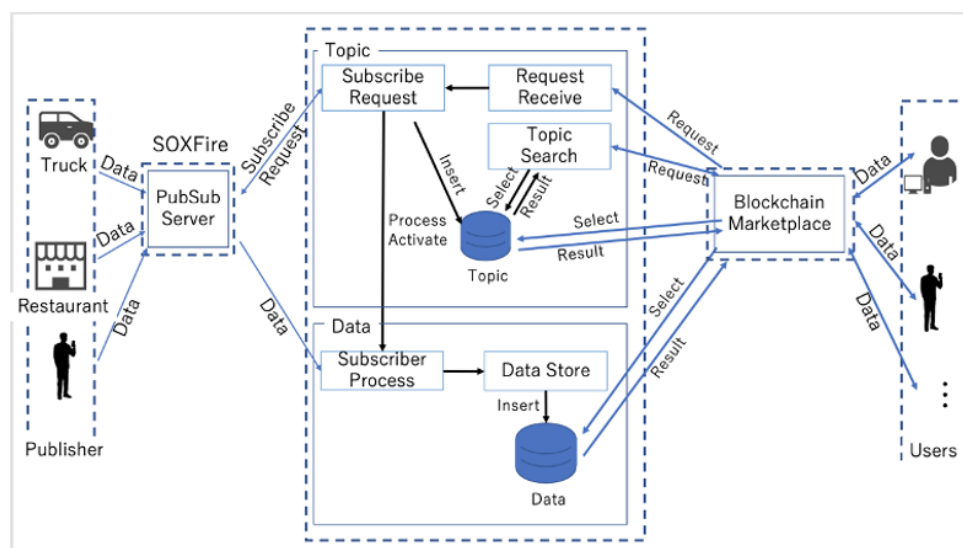 Topic
Subscribe
Request
Request
Receive
Topic
Search
Subscribe
Request
Request
Request
Insert
Select
Result
Process
Activate
Topic
Select
Result
SOXFire
PubSub
Server
Truck
Data
Data
Restaurant
Data
Publisher
Data
Data
Subscriber
Process
Data Store
Insert
Data
Select
Result
Blockchain
Marketplace
Data
Data
Data
Users